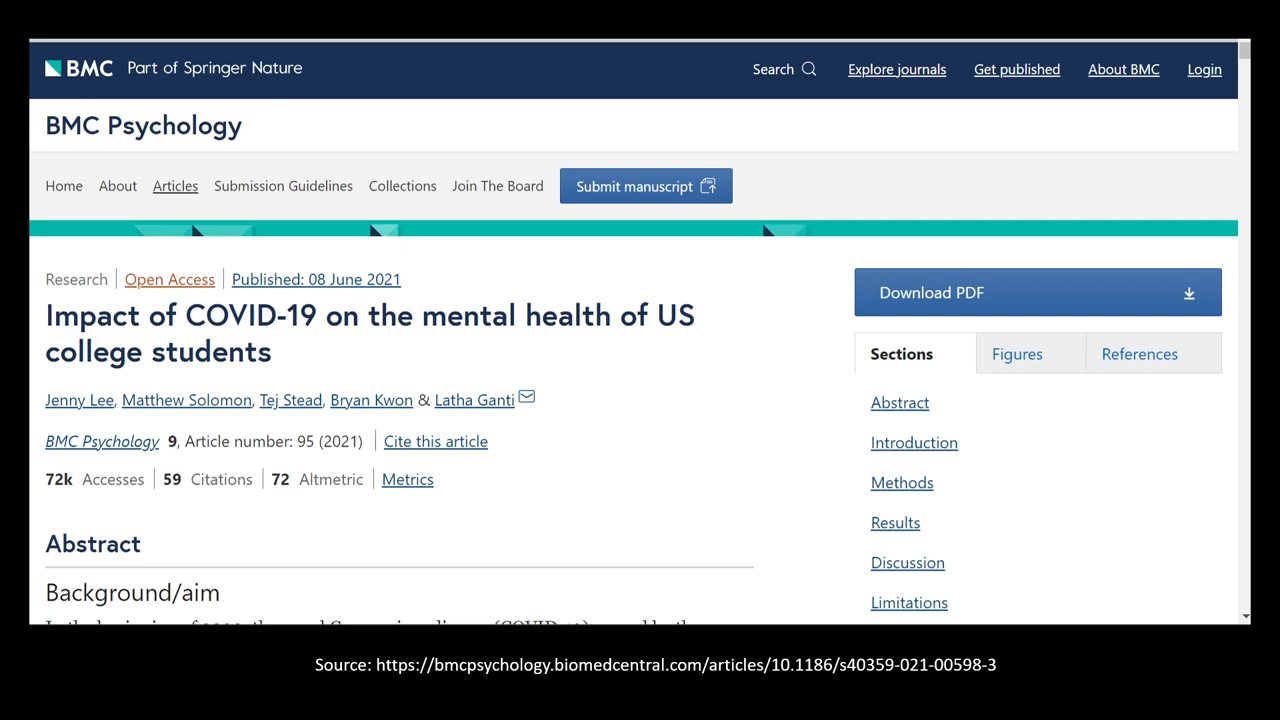 BMC Part of Springer Nature
Search Explore journals Get published About BMC Login
BMC Psychology
Home About Articles Submission Guidelines Collections Join The Board Submit manuscript
Research Open Access Published: 08 June 2021
Impact of COVID-19 on the mental health of US
college students
Jenny Lee, Matthew Solomon, Tej Stead, Bryan Kwon & Latha Ganti
BMC Psychology 9, Article number: 95 (2021) Cite this article
72k Accesses 59 Citations 72 Altmetric Metrics
Abstract
Background/aim
Download PDF
Sections Figures References
Abstract
Introduction
Methods
Results
Discussion
Limitations
Source: https://bmcpsychology.biomedcentral.com/articles/10.1186/s40359-021-00598-3